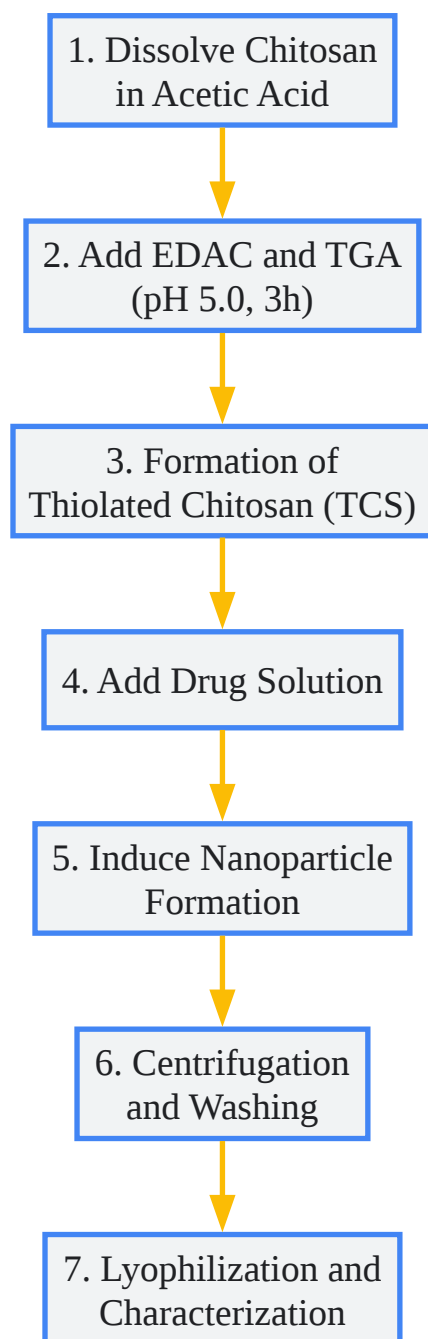 1. Dissolve Chitosan
in Acetic Acid
2. Add EDAC and TGA
(pH 5.0, 3h)
3. Formation of
Thiolated Chitosan (TCS)
4. Add Drug Solution
5. Induce Nanoparticle
Formation
6. Centrifugation
and Washing
7. Lyophilization and
Characterization